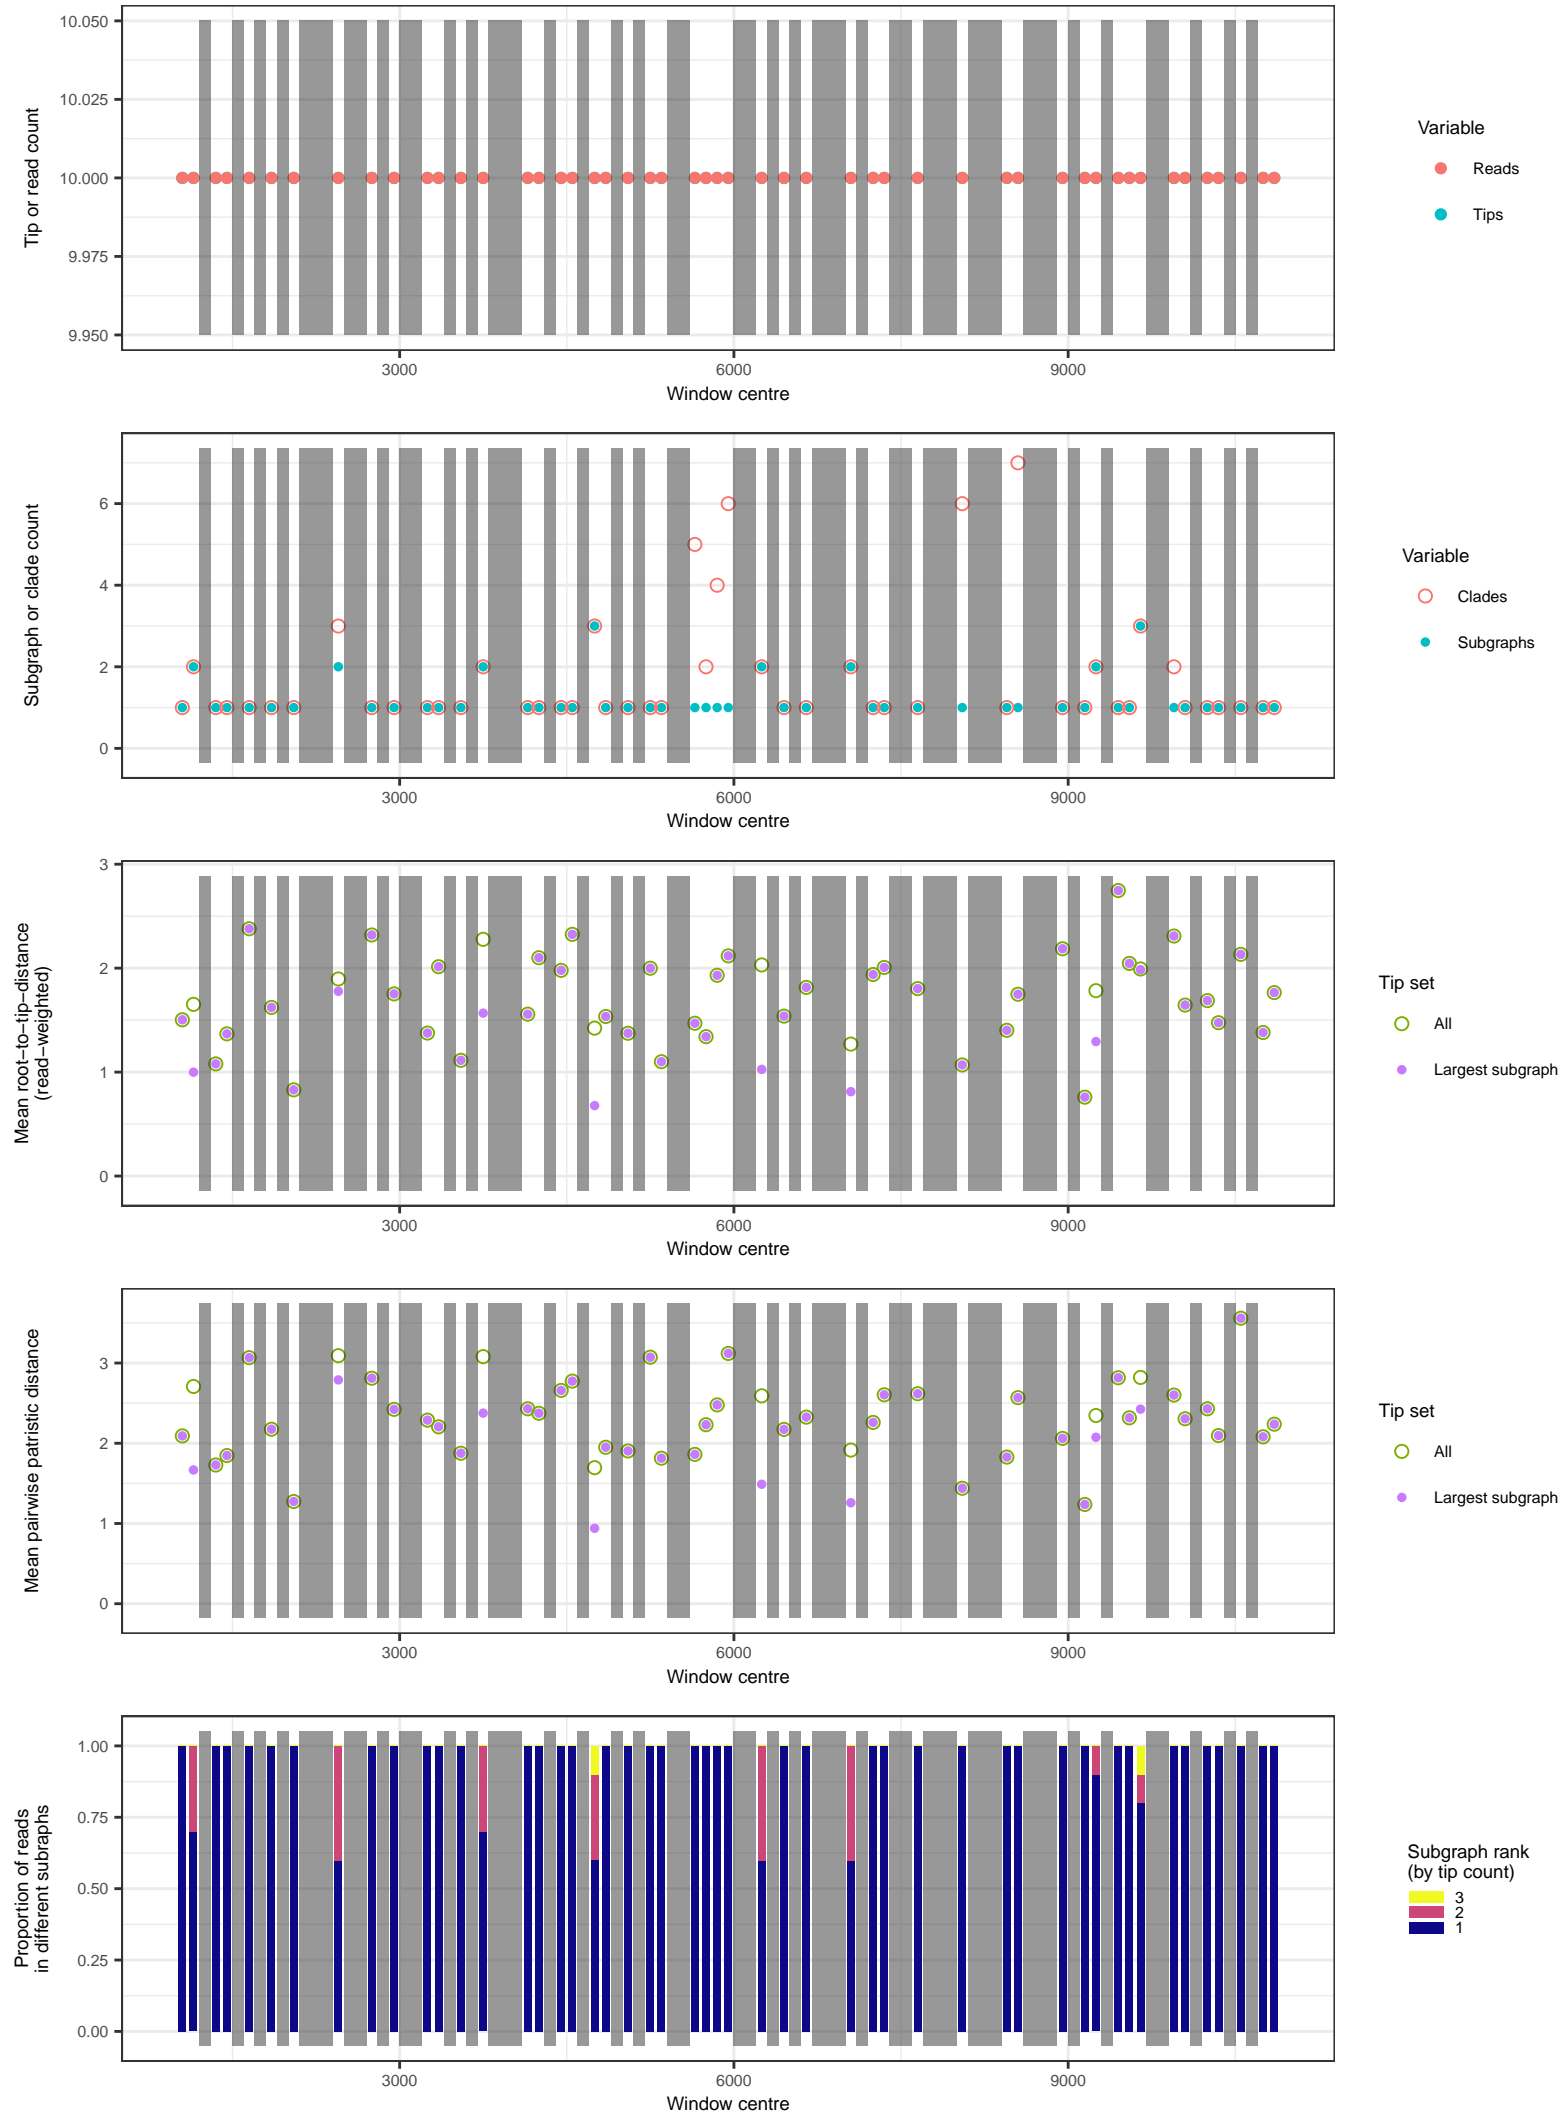 10.050
10.025
10.000
9.975
9.950
Tip or read count
3000 6000 9000
Window centre
Variable
Reads
Tips
6
4
2
0
Subgraph or clade count
3000 6000 9000
Window centre
Variable
Clades
Subgraphs
3
2
1
0
Mean root−to−tip−distance
(read−weighted)
3000 6000 9000
Window centre
Tip set
All
Largest subgraph
3
2
1
0
Mean pairwise patristic distance
3000 6000 9000
Window centre
Tip set
All
Largest subgraph
1.00
0.75
0.50
0.25
0.00
Proportion of reads
in different subraphs
3000 6000 9000
Window centre
Subgraph rank
(by tip count)
3
2
1